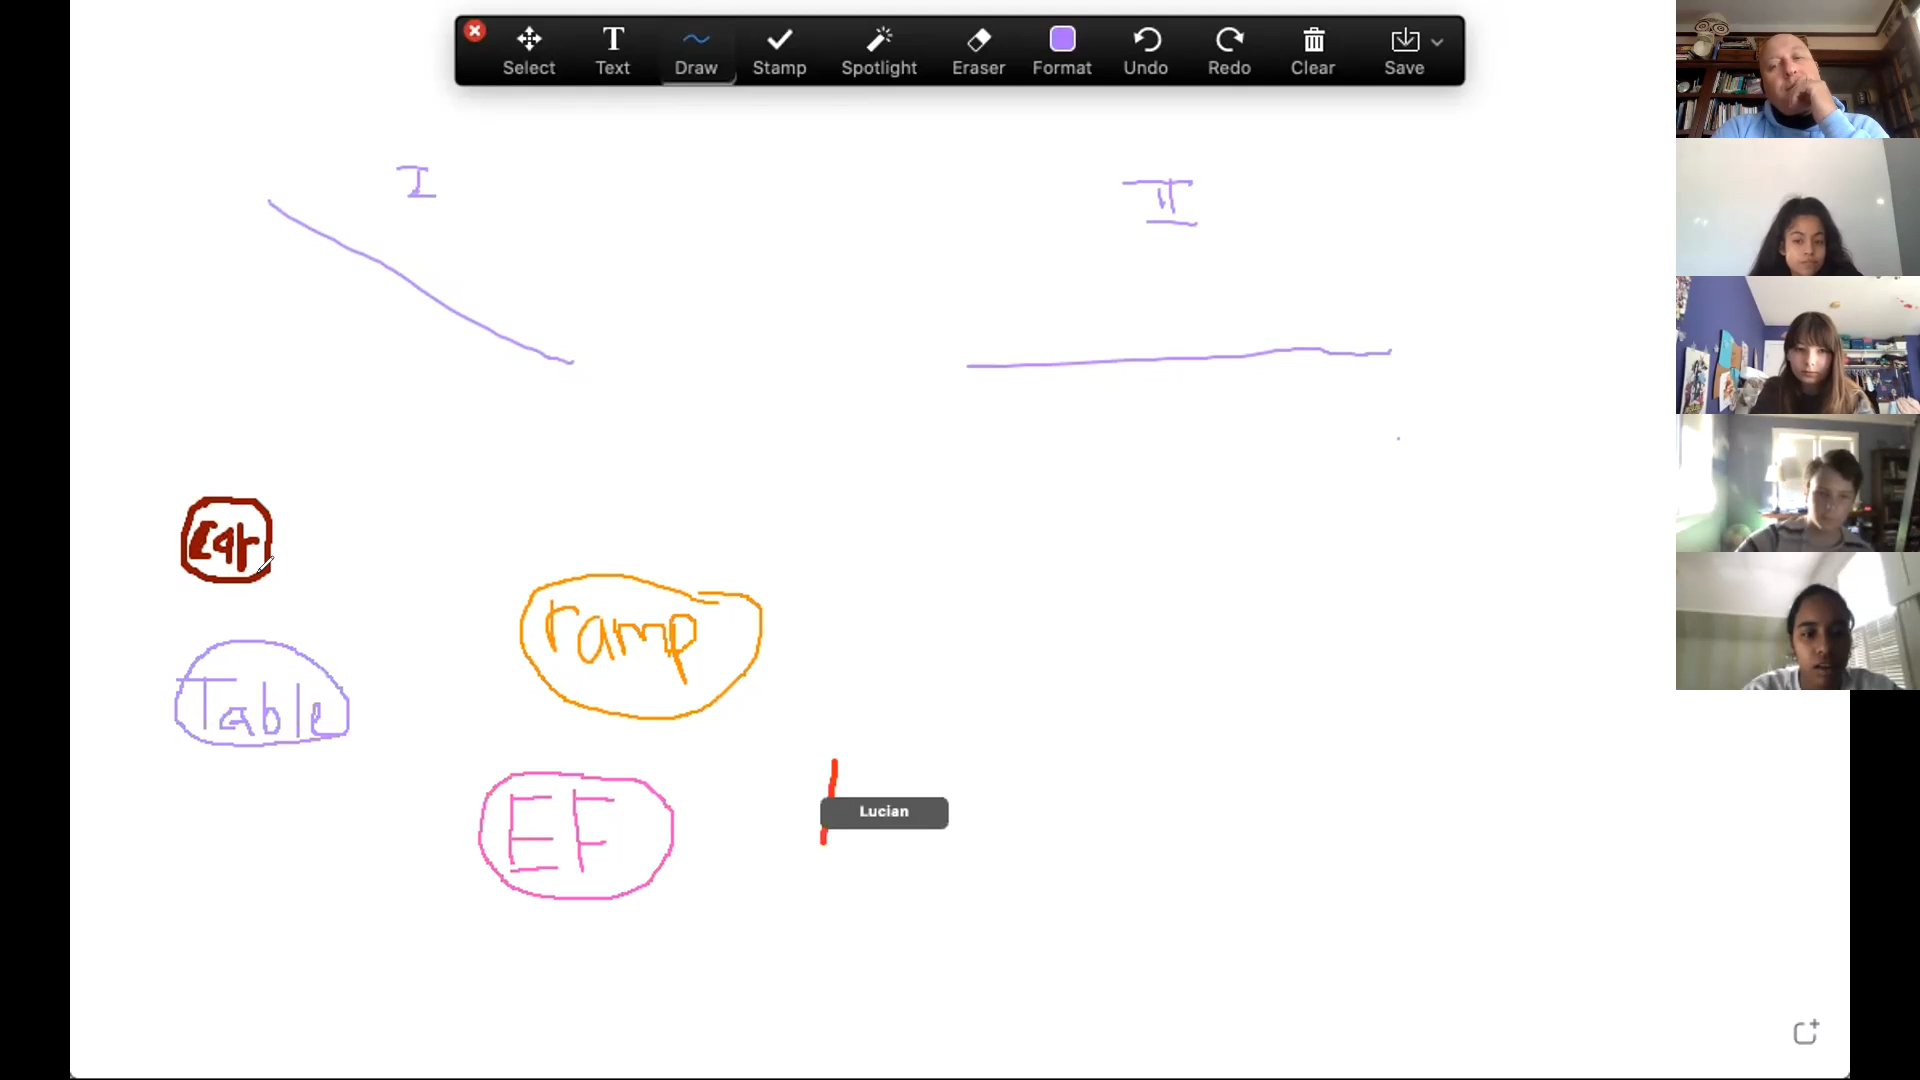 Select Text Draw Stamp Spotlight Eraser Format Undo Redo Clear Save
I
II
Car
ramp
Table
EF
Lucian